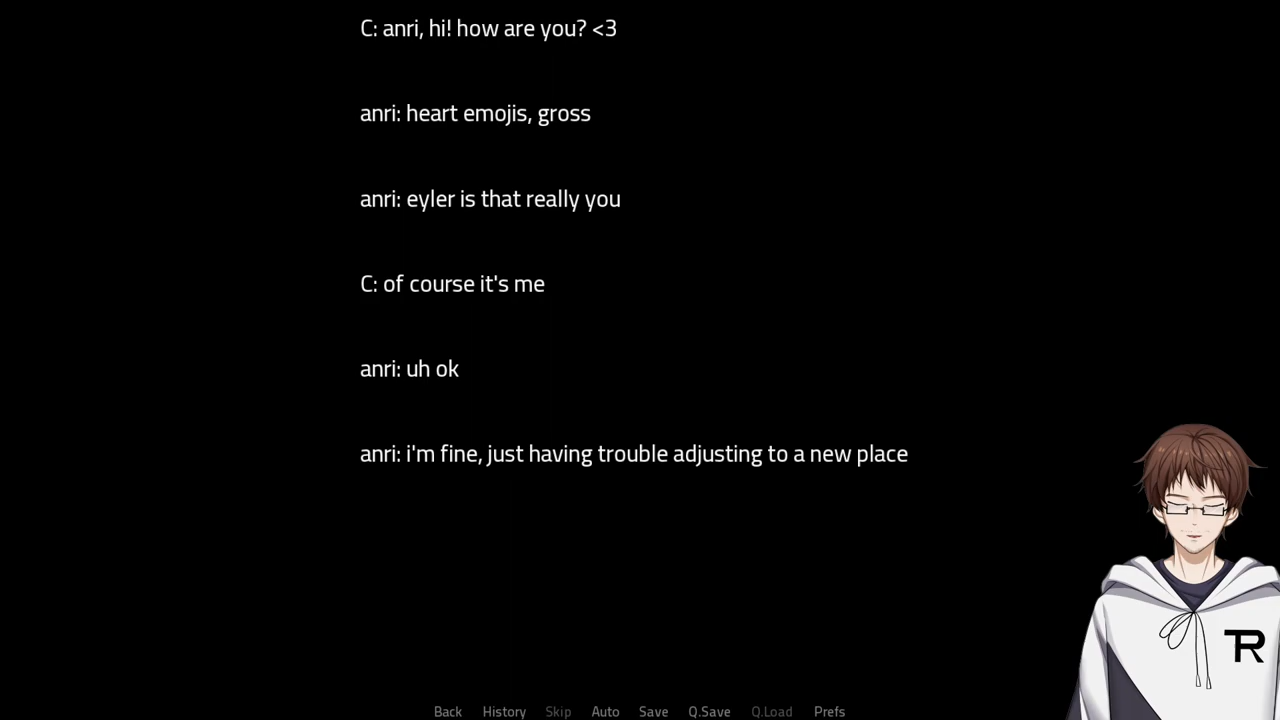 C: anri, hi! how are you? <3
anri: heart emojis, gross
anri: eyler is that really you
C: of course it's me
anri: uh ok
anri: i'm fine, just having trouble adjusting to a new place
TR
Back History Skip Auto Save Q.Save Q.Load Prefs